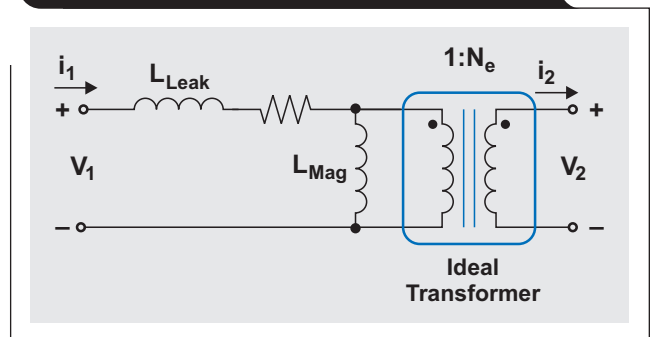 1:Ne
i1
LLeak
i2
+
+
V1
LMag
V2
–
–
Ideal
Transformer